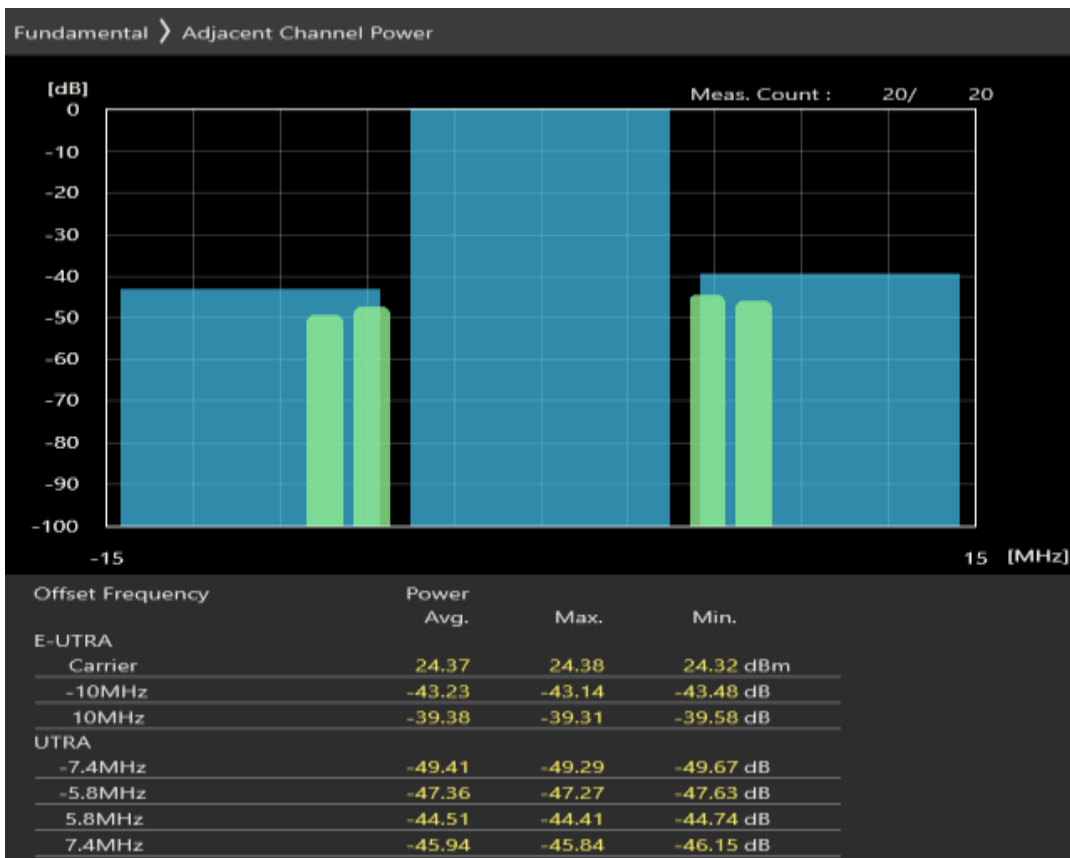 Fundamental ❯ Adjacent Channel Power
[dB]
Meas. Count : 20/ 20
0
-10
-20
-30
-40
-50
-60
-70
-80
-90
-100
-15 15 [MHz]
Offset Frequency Power
Avg. Max. Min.
E-UTRA
Carrier 24.37 24.38 24.32 dBm
-10MHz -43.23 -43.14 -43.48 dB
10MHz -39.38 -39.31 -39.58 dB
UTRA
-7.4MHz -49.41 -49.29 -49.67 dB
-5.8MHz -47.36 -47.27 -47.63 dB
5.8MHz -44.51 -44.41 -44.74 dB
7.4MHz -45.94 -45.84 -46.15 dB